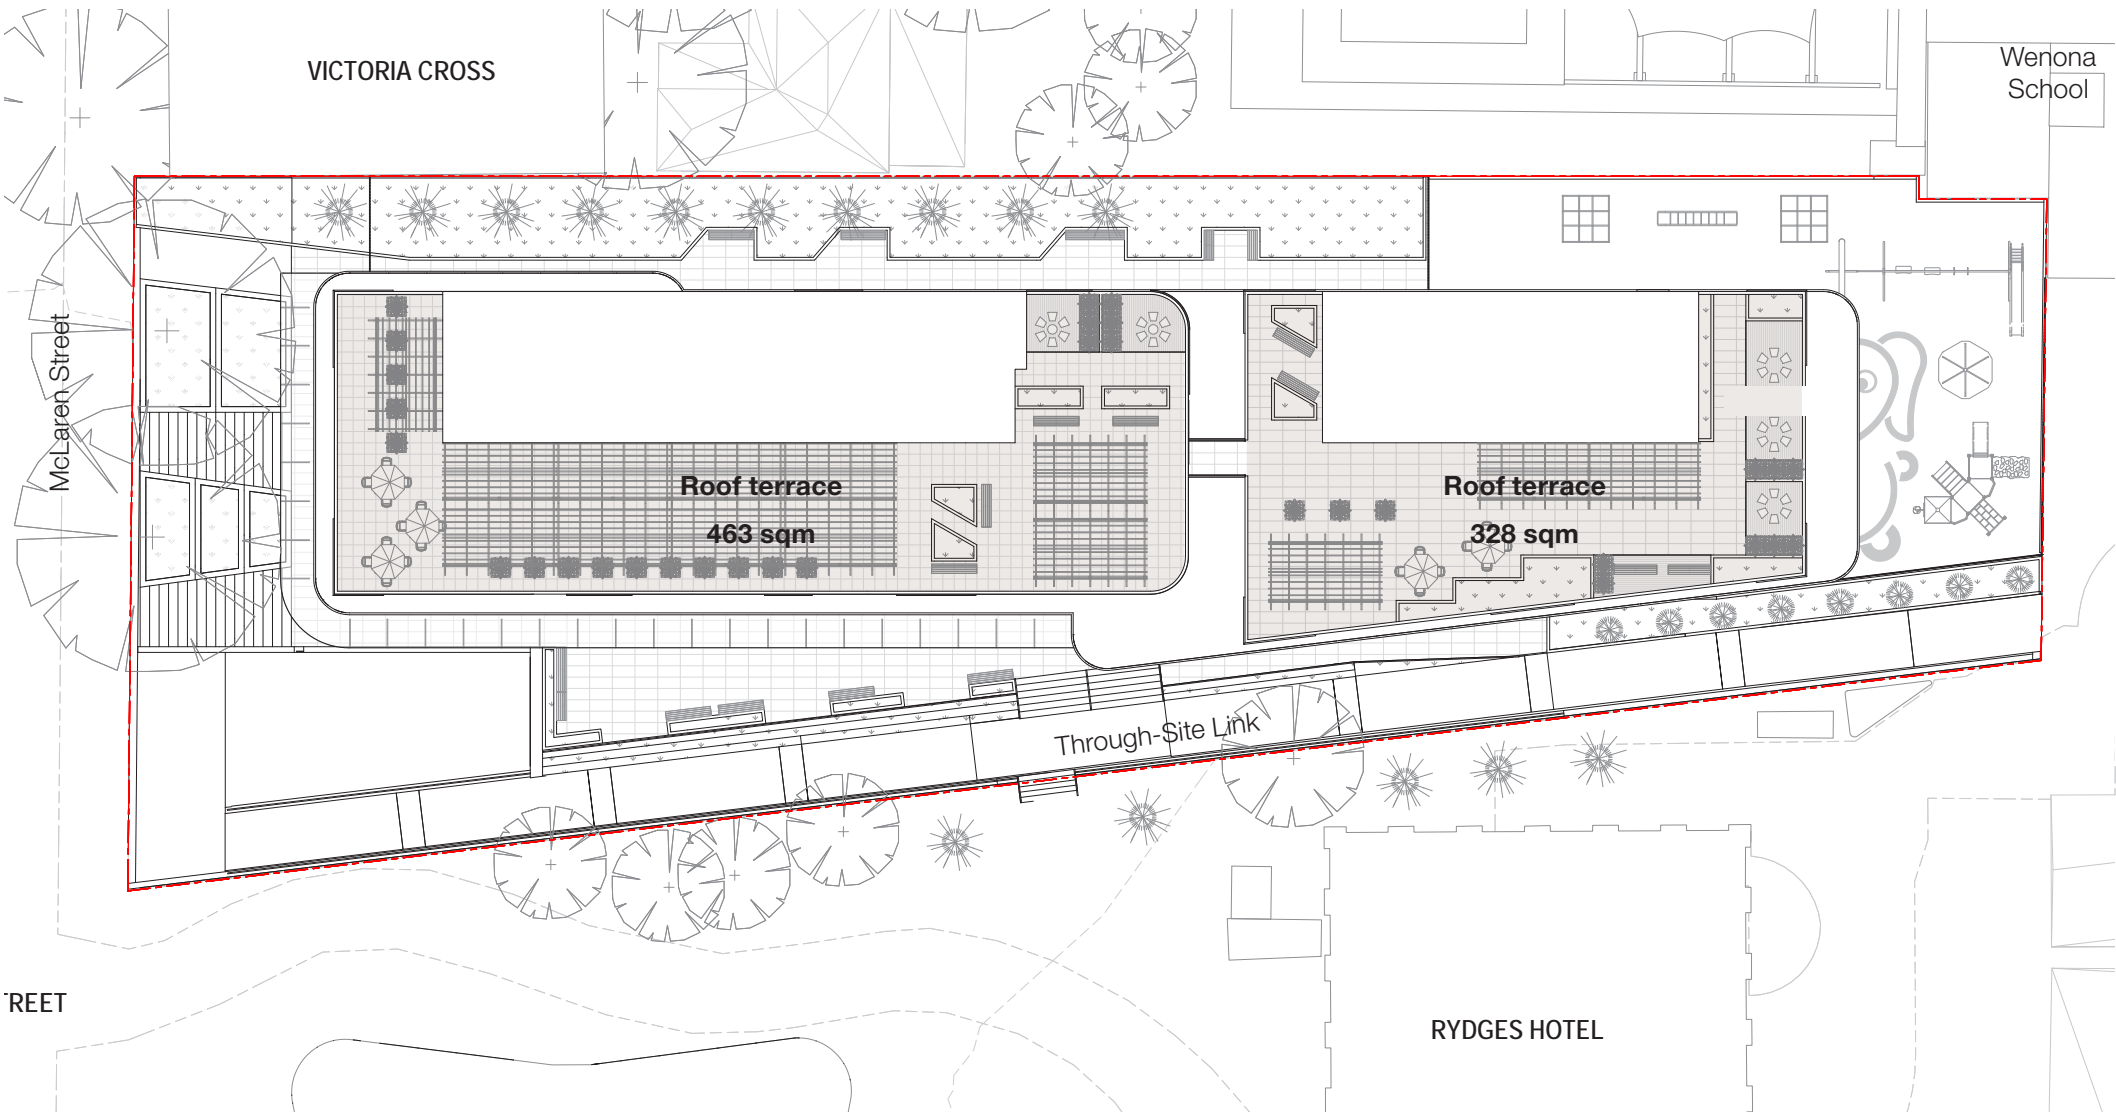 VICTORIA CROSS
Wenona
School
McLaren Street
Roof terrace
463 sqm
Roof terrace
328 sqm
Through-Site Link
TREET
RYDGES HOTEL